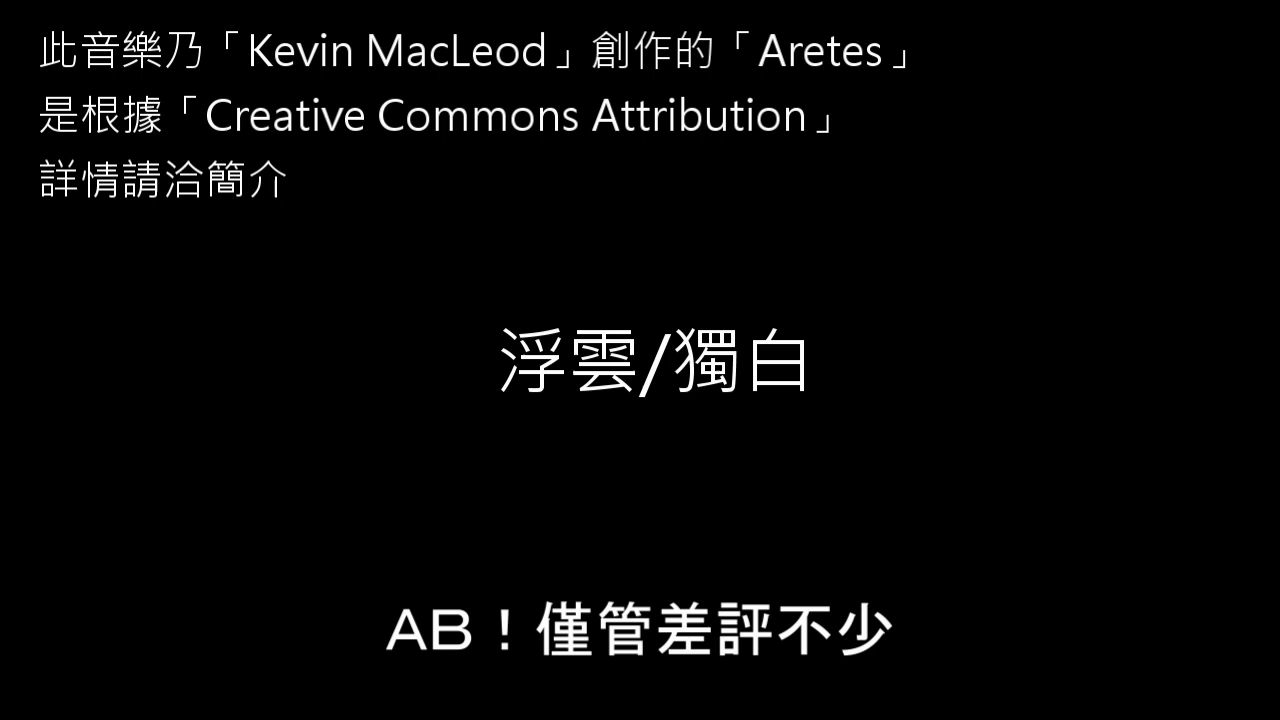 此音樂乃「Kevin MacLeod」創作的「Aretes」
是根據「Creative Commons Attribution」
詳情請洽簡介
浮雲/獨白
AB！僅管差評不少